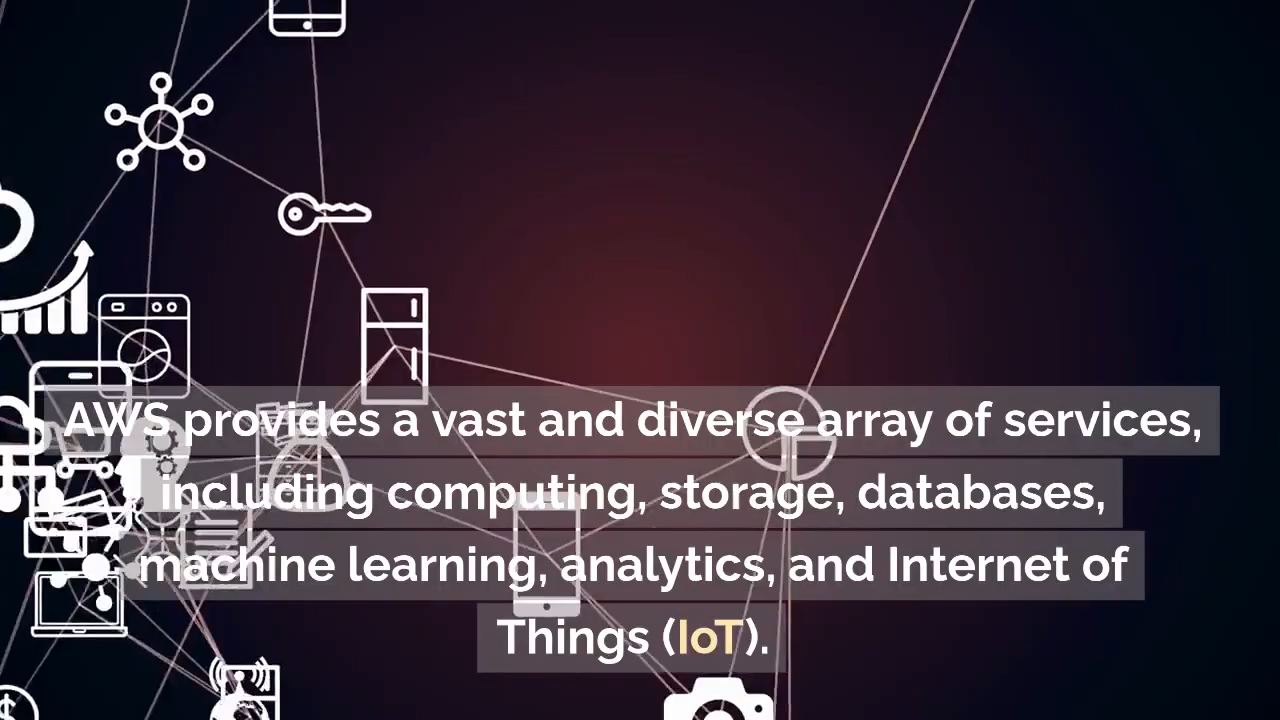 AWS provides a vast and diverse array of services,
including computing, storage, databases,
machine learning, analytics, and Internet of
Things (IoT).